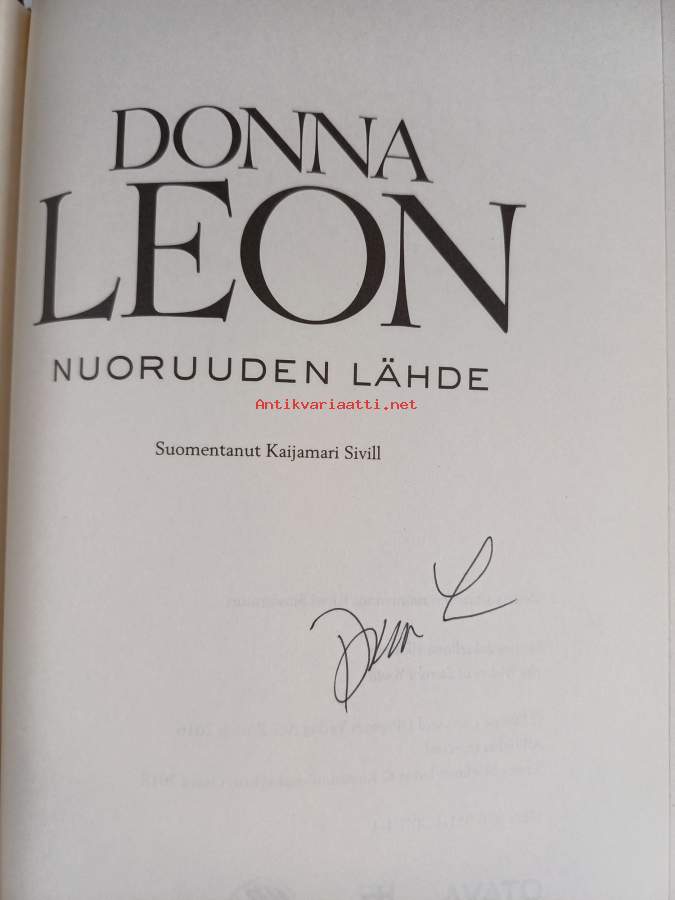 DONNA
LEON
NUORUUDEN LÄHDE
Antikvariaatti.net
Suomentanut Kaijamari Sivill